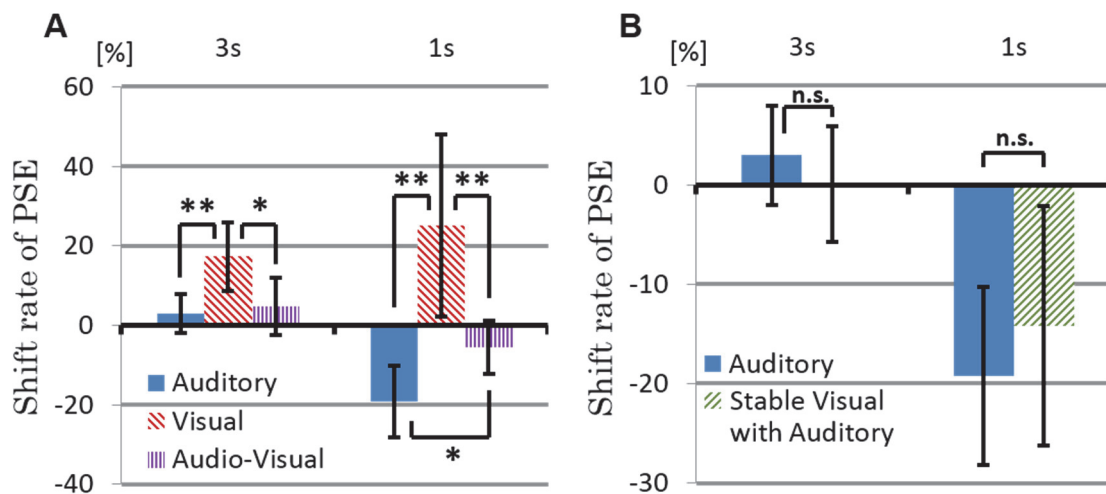 A
[%]
3s
1s
60
40
20
0
-20
-40
Shift rate of PSE
**
*
**
**
*
Auditory
Visual
Audio-Visual
B
[%]
3s
1s
10
0
-10
-20
-30
Shift rate of PSE
n.s.
n.s.
Auditory
Stable Visual
with Auditory